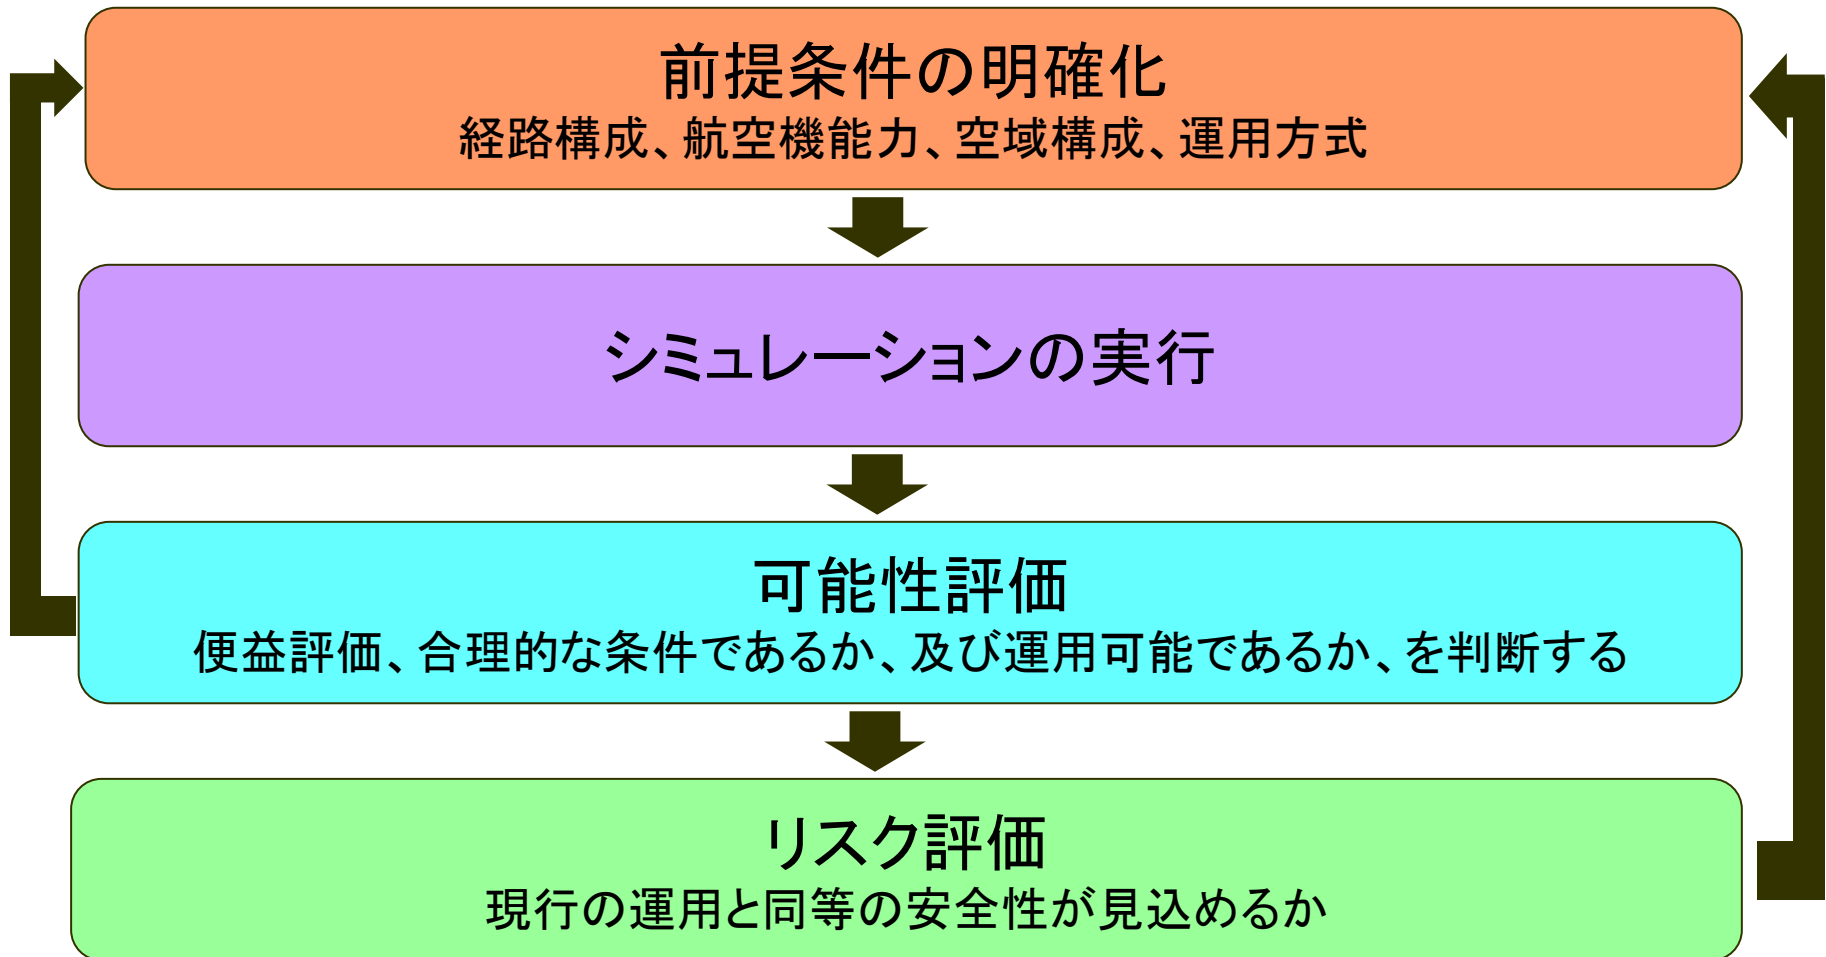 前提条件の明確化
経路構成、航空機能力、空域構成、運用方式
シミュレーションの実行
可能性評価
便益評価、合理的な条件であるか、及び運用可能であるか、を判断する
リスク評価
現行の運用と同等の安全性が見込めるか